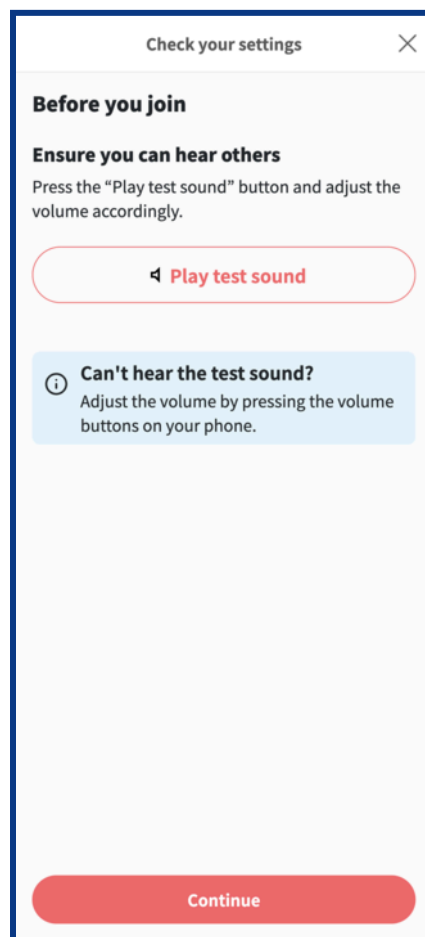 Check your settings
Before you join
Ensure you can hear others
Press the “Play test sound” button and adjust the
volume accordingly.
Play test sound
Can't hear the test sound?
Adjust the volume by pressing the volume
buttons on your phone.
Continue